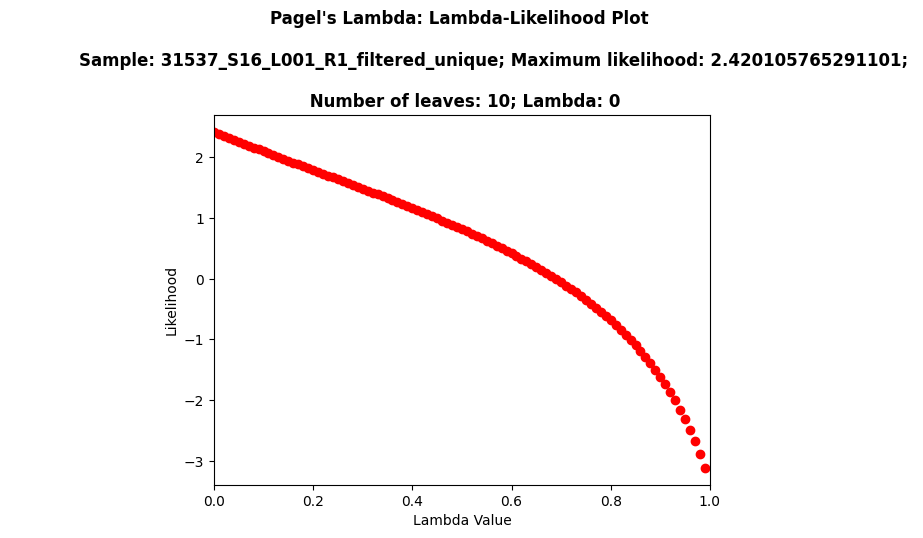 Pagel's Lambda: Lambda-Likelihood Plot
Sample: 31537_S16_L001_R1_filtered_unique; Maximum likelihood: 2.420105765291101;
Number of leaves: 10; Lambda: 0
2
1
0
−1
−2
−3
Likelihood
0.0 0.2 0.4 0.6 0.8 1.0
Lambda Value